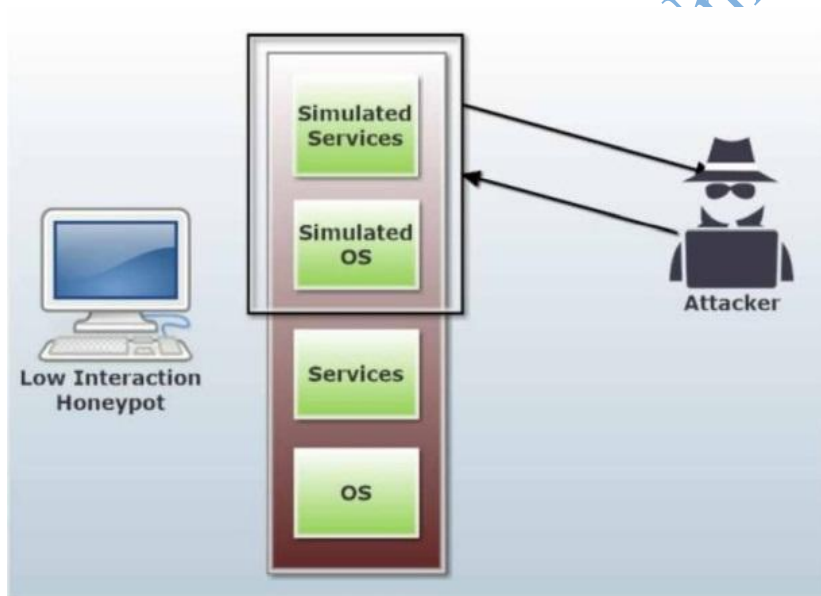 Simulated
Services
Simulated
OS
Attacker
Low Interaction
Honeypot
Services
OS